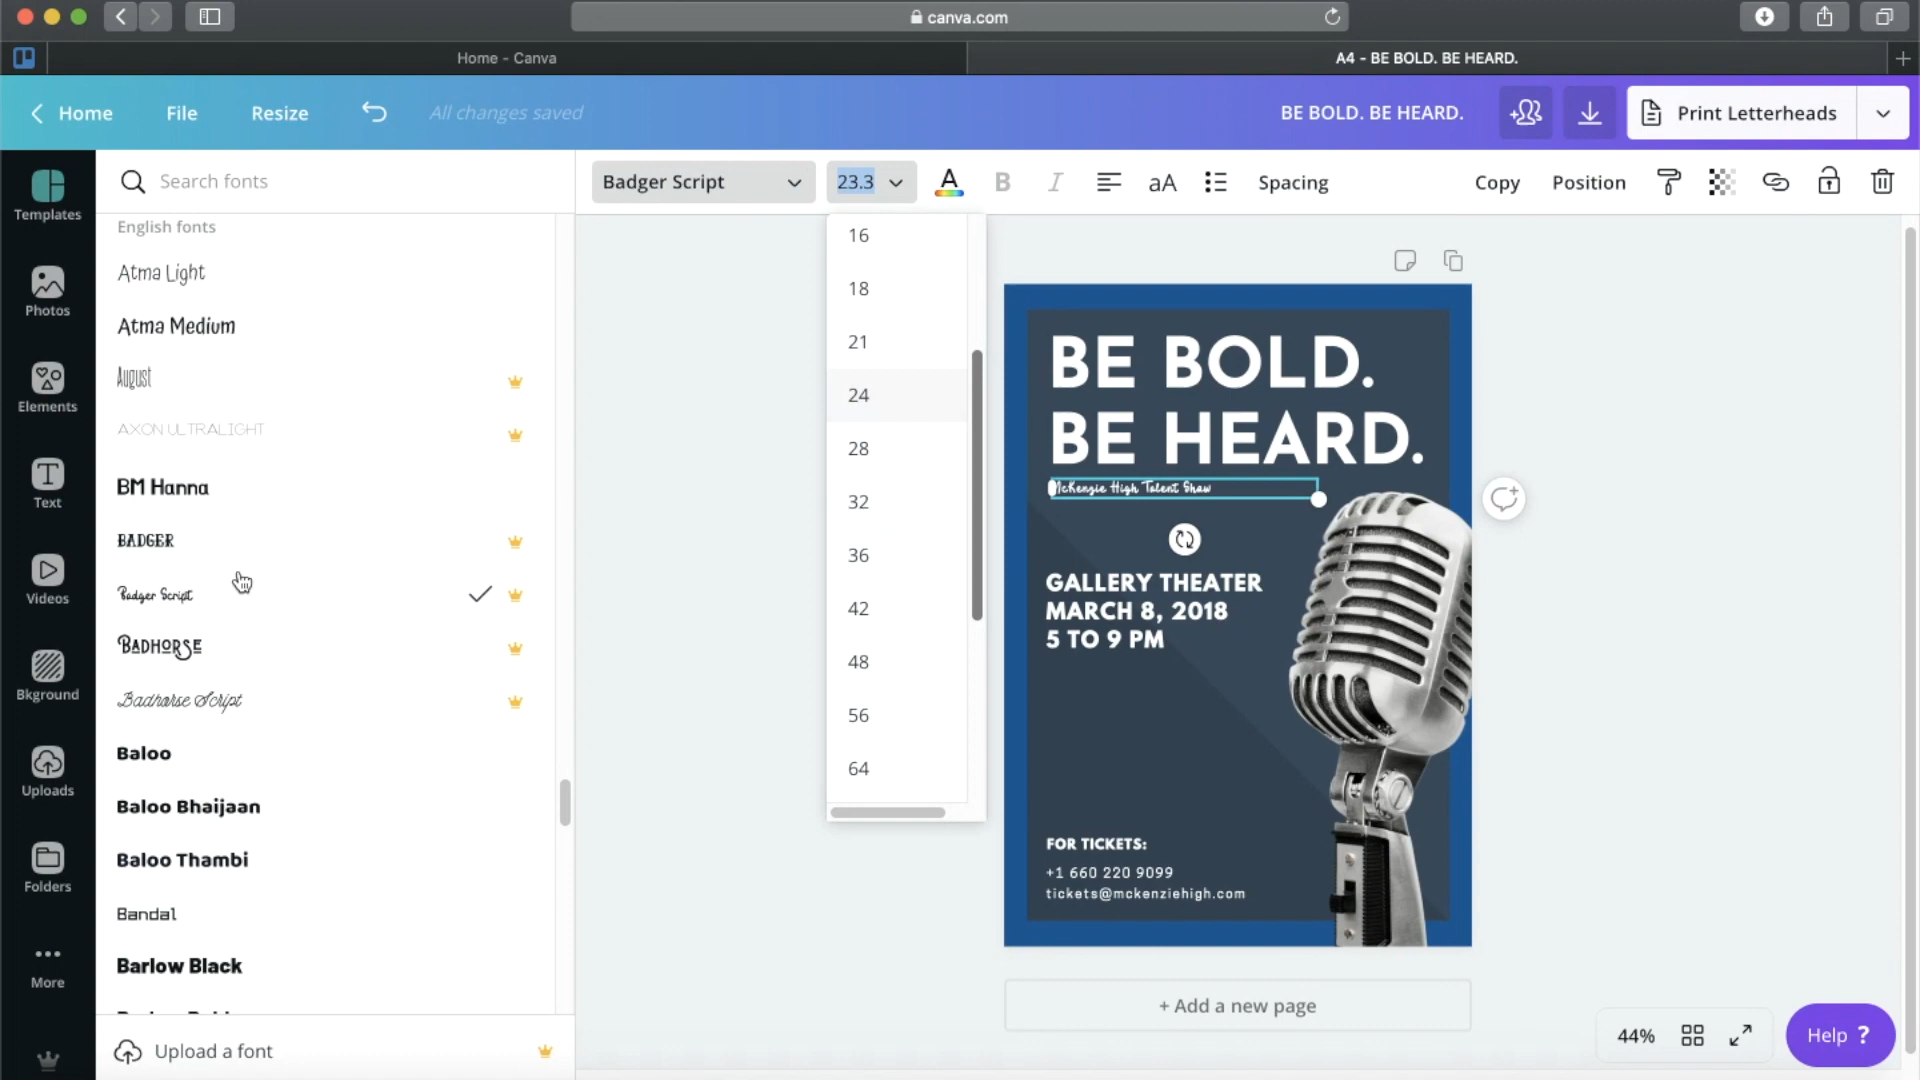 canva.com
Home - Canva
A4 - BE BOLD. BE HEARD.
Home
File
Resize
All changes saved
BE BOLD. BE HEARD.
Print Letterheads
Templates
Photos
Elements
Text
Videos
Bkground
Uploads
Folders
More
Search fonts
English fonts
Atma Light
Atma Medium
August
AXON ULTRALIGHT
BM Hanna
BADGER
Badger Script
BADHORSE
Badhorse Script
Baloo
Baloo Bhaijaan
Baloo Thambi
Bandal
Barlow Black
Upload a font
Badger Script
23.3
A
B
I
aA
Spacing
Copy
Position
16
18
21
24
28
32
36
42
48
56
64
BE BOLD.
BE HEARD.
McKenzie High Talent Show
GALLERY THEATER
MARCH 8, 2018
5 TO 9 PM
FOR TICKETS:
+1 660 220 9099
tickets@mckenziehigh.com
+ Add a new page
44%
Help ?